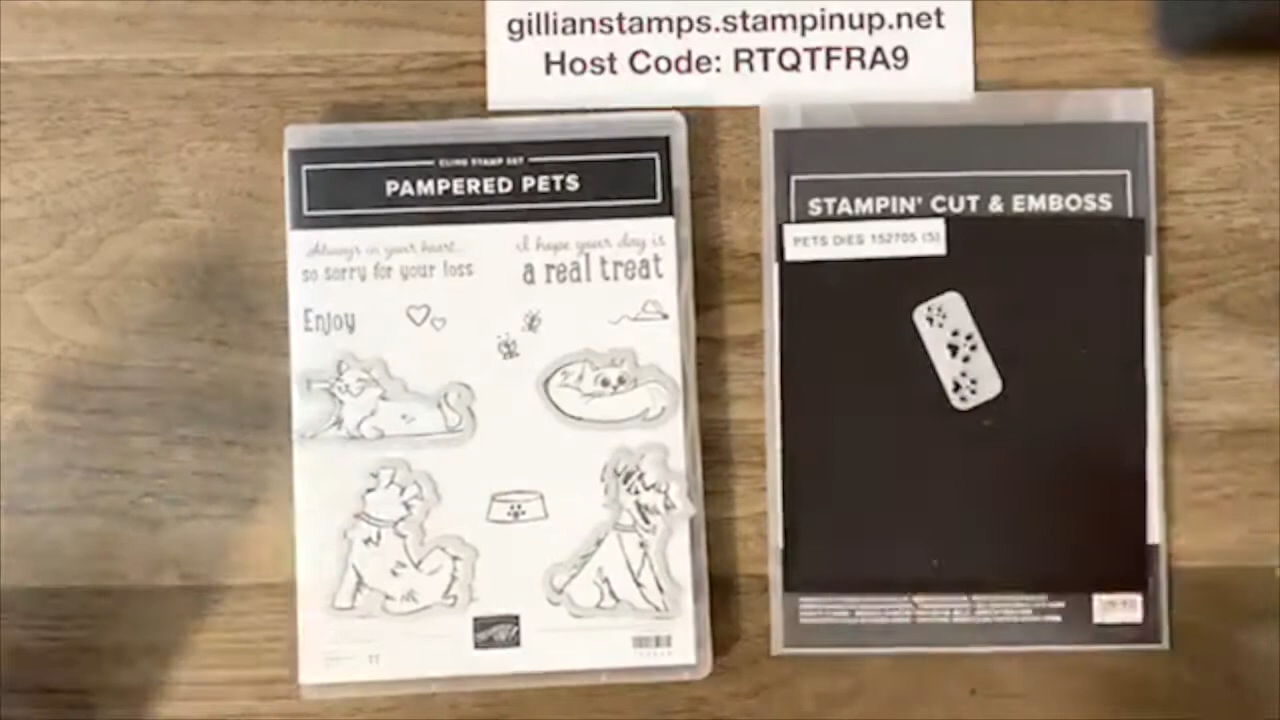 gillianstamps.stampinup.net
Host Code: RTQTFRA9
CLING STAMP SET
PAMPERED PETS
Always in your heart...
so sorry for your loss
I hope your day is
a real treat
Enjoy
11
STAMPIN' CUT & EMBOSS
PETS DIES 152705 (5)